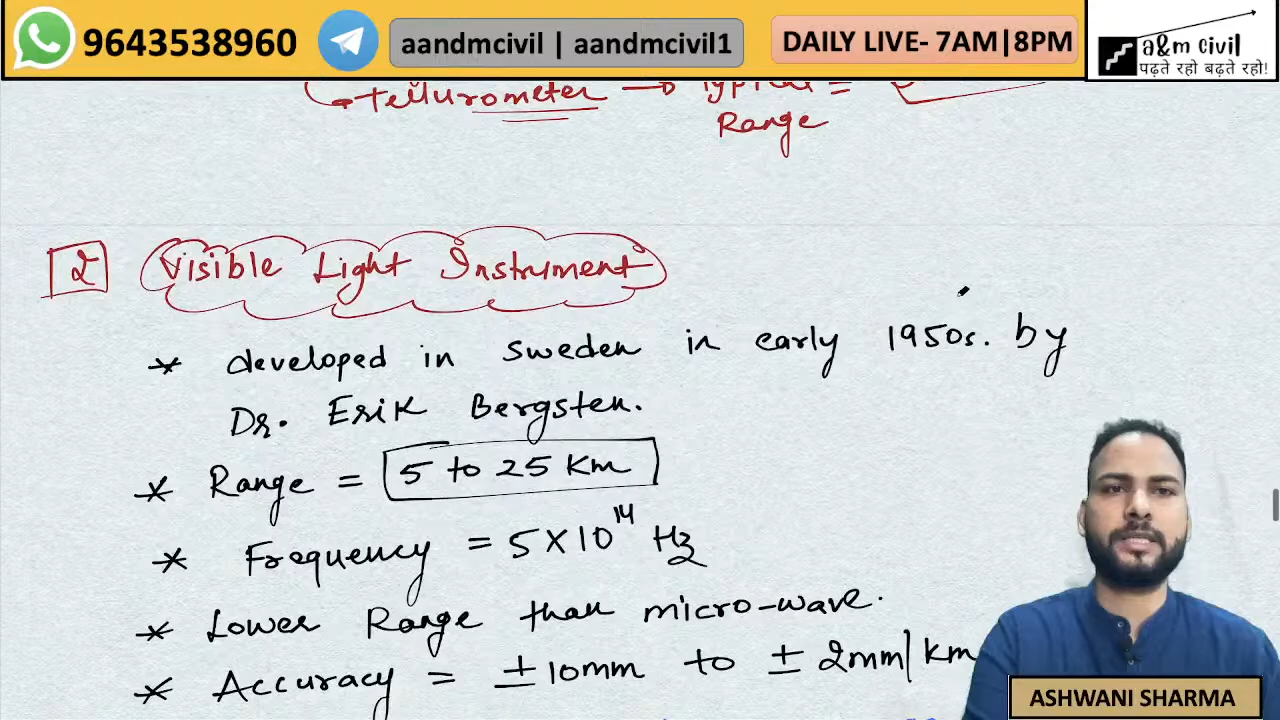 9643538960
aandmcivil | aandmcivil1
DAILY LIVE- 7AM|8PM
a&m civil
पढ़ते रहो बढ़ते रहो!
→ tellurometer → Typical =
Range
2 Visible Light Instrument
* developed in Sweden in early 1950s. by
Dr. Erik Bergsten.
* Range = 5 to 25 Km
* Frequency = 5×10¹⁴ Hz
* Lower Range than micro-wave.
* Accuracy = ±10mm to ± 2mm/km
ASHWANI SHARMA